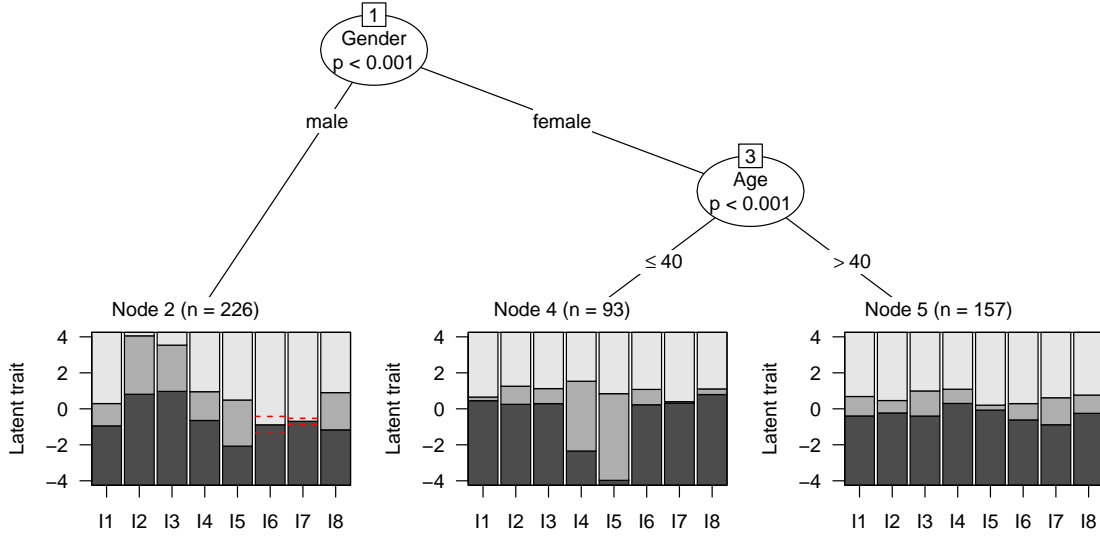 1
Gender
p < 0.001
male
female
3
Age
p < 0.001
≤ 40
> 40
Node 2 (n = 226)
Node 4 (n = 93)
Node 5 (n = 157)
Latent trait
4
2
0
−2
−4
I1 I2 I3 I4 I5 I6 I7 I8
Latent trait
4
2
0
−2
−4
I1 I2 I3 I4 I5 I6 I7 I8
Latent trait
4
2
0
−2
−4
I1 I2 I3 I4 I5 I6 I7 I8